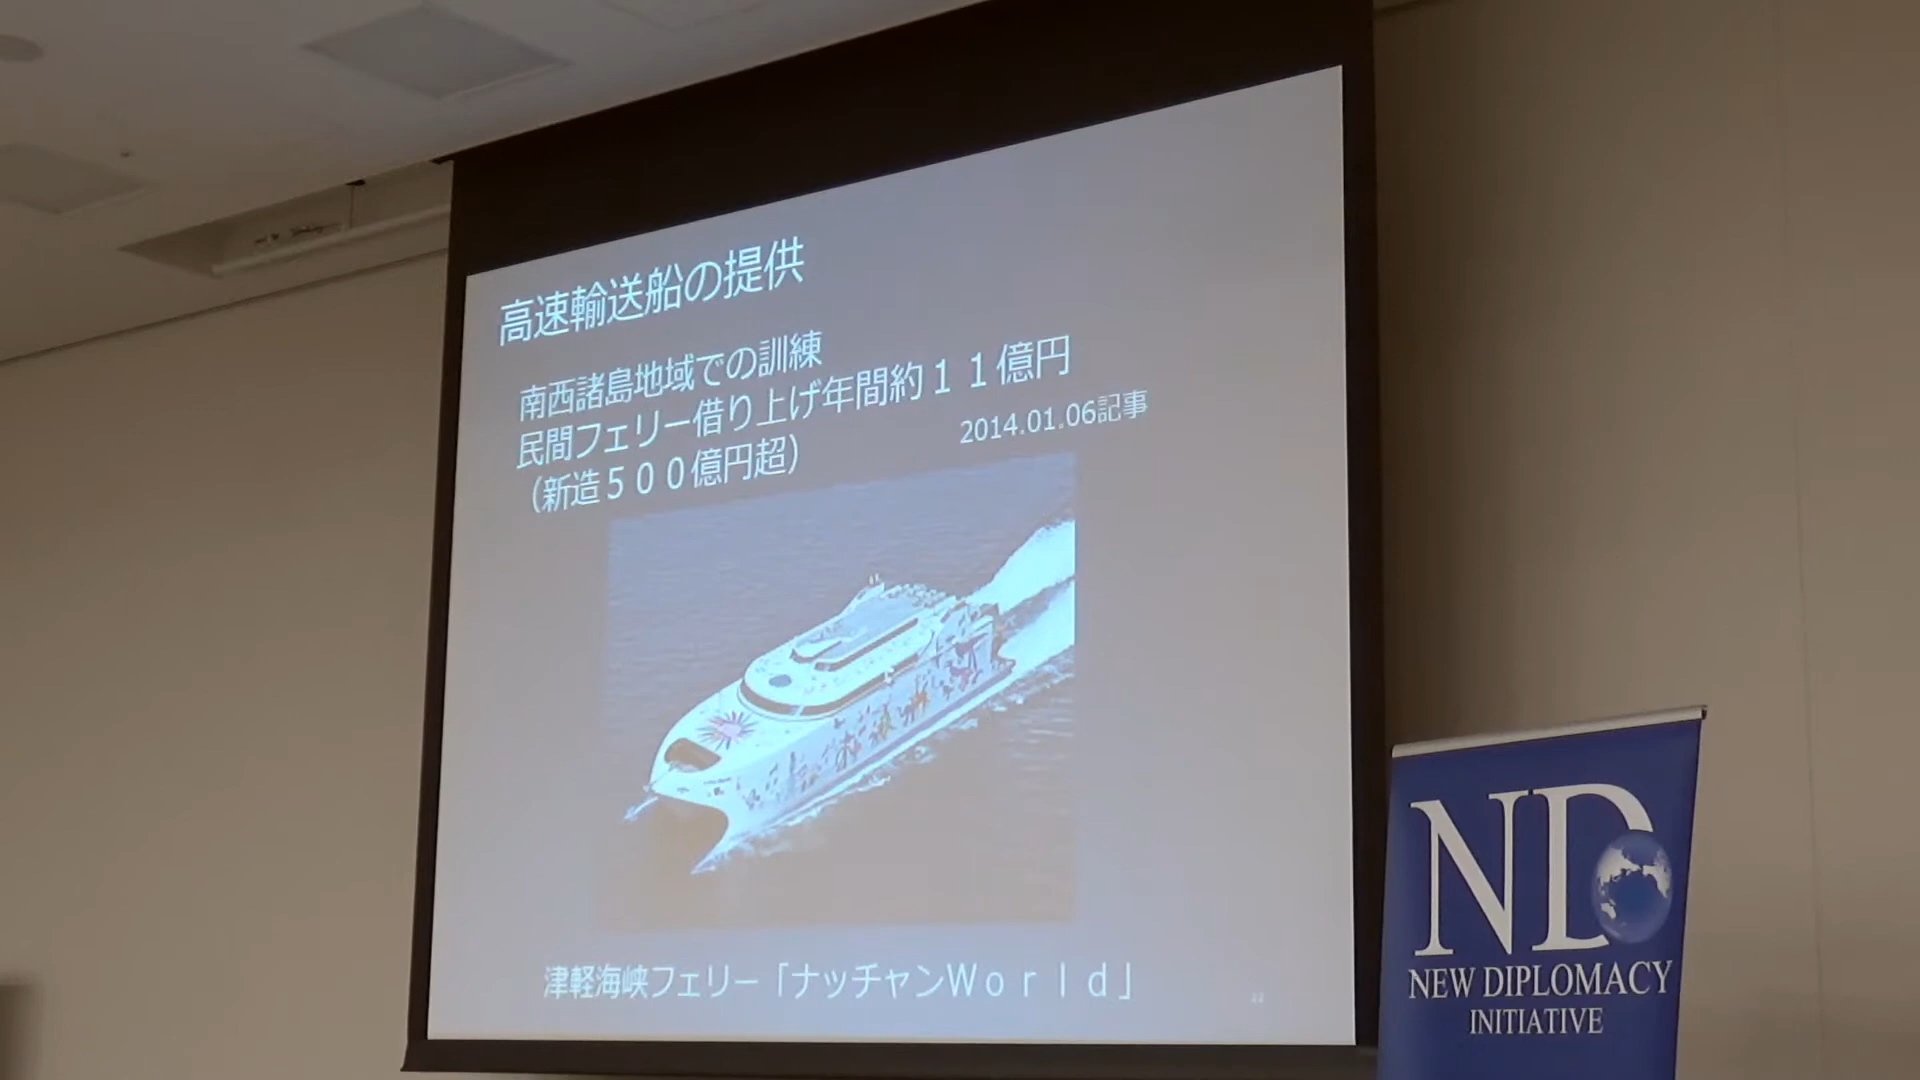 高速輸送船の提供
南西諸島地域での訓練
民間フェリー借り上げ年間約１１億円
（新造５００億円超）
2014.01.06記事
津軽海峡フェリー「ナッチャンＷｏｒｌｄ」
ND
NEW DIPLOMACY
INITIATIVE